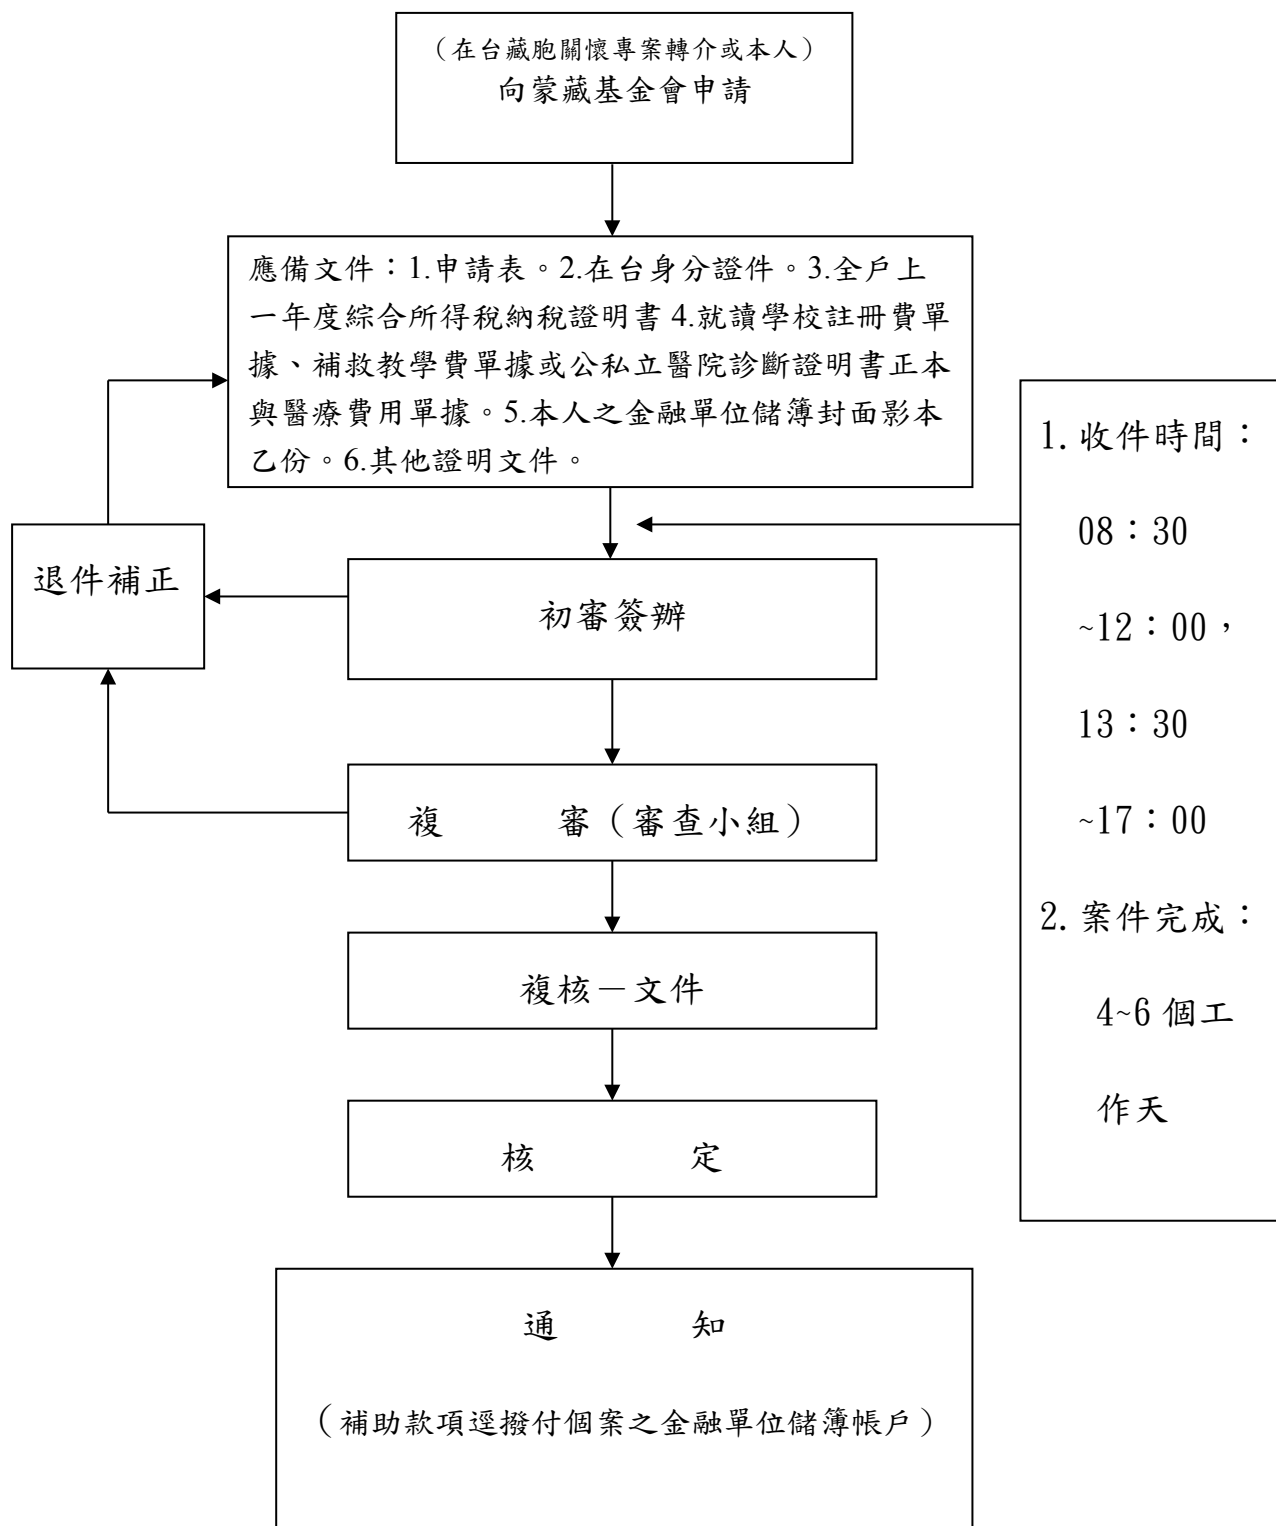 （在台藏胞關懷專案轉介或本人）
向蒙藏基金會申請
應備文件：1.申請表。2.在台身分證件。3.全戶上
一年度綜合所得稅納稅證明書 4.就讀學校註冊費單
據、補救教學費單據或公私立醫院診斷證明書正本
與醫療費用單據。5.本人之金融單位儲簿封面影本
乙份。6.其他證明文件。
退件補正
初審簽辦
複　　　審（審查小組）
複核－文件
核　　　　定
通　　　　知
（補助款項逕撥付個案之金融單位儲簿帳戶）
1. 收件時間：
08：30
~12：00，
13：30
~17：00
2. 案件完成：
4~6 個工
作天